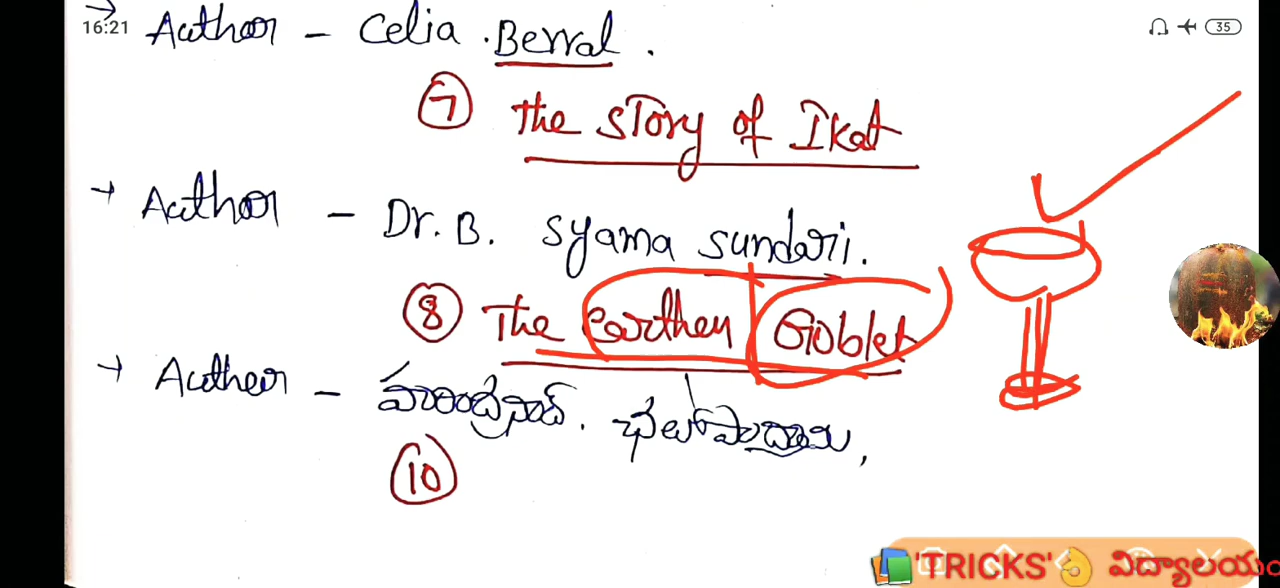 16:21 Author - Celia .Berral . 35
7 The Story of Ikat
→ Author - Dr. B. Syama Sundari.
8 The Earthen Goblet
→ Author - హరింద్రనాద్.
10
'TRICKS' విద్యాలయం